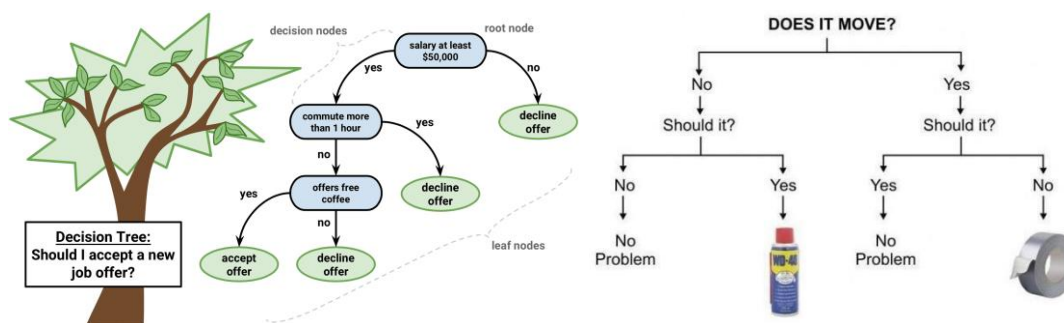 decision nodes
root node
salary at least
$50,000
yes
no
commute more
than 1 hour
decline
offer
yes
no
offers free
coffee
decline
offer
yes
no
leaf nodes
accept
offer
decline
offer
Decision Tree:
Should I accept a new
job offer?
DOES IT MOVE?
No
Yes
Should it?
Should it?
No
Yes
Yes
No
No
Problem
WD-40
No
Problem